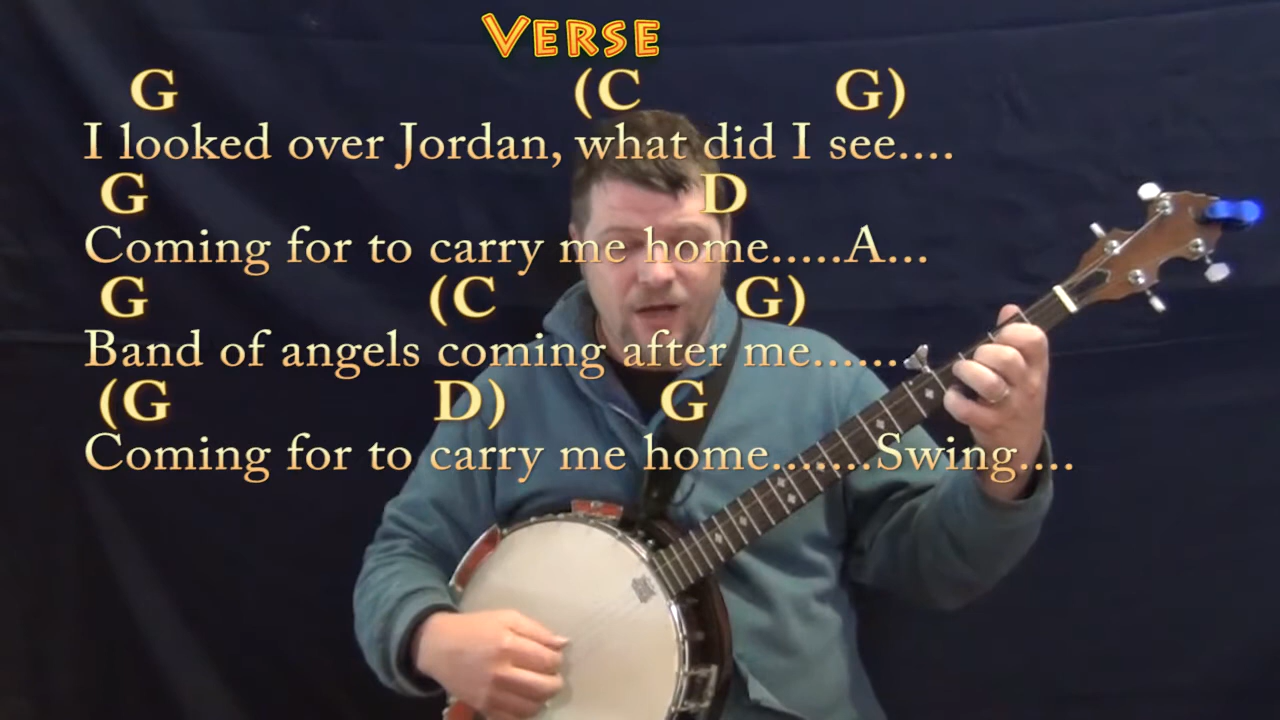 VERSE
G (C G)
I looked over Jordan, what did I see....
G D
Coming for to carry me home.....A...
G (C G)
Band of angels coming after me......
(G D) G
Coming for to carry me home.......Swing....